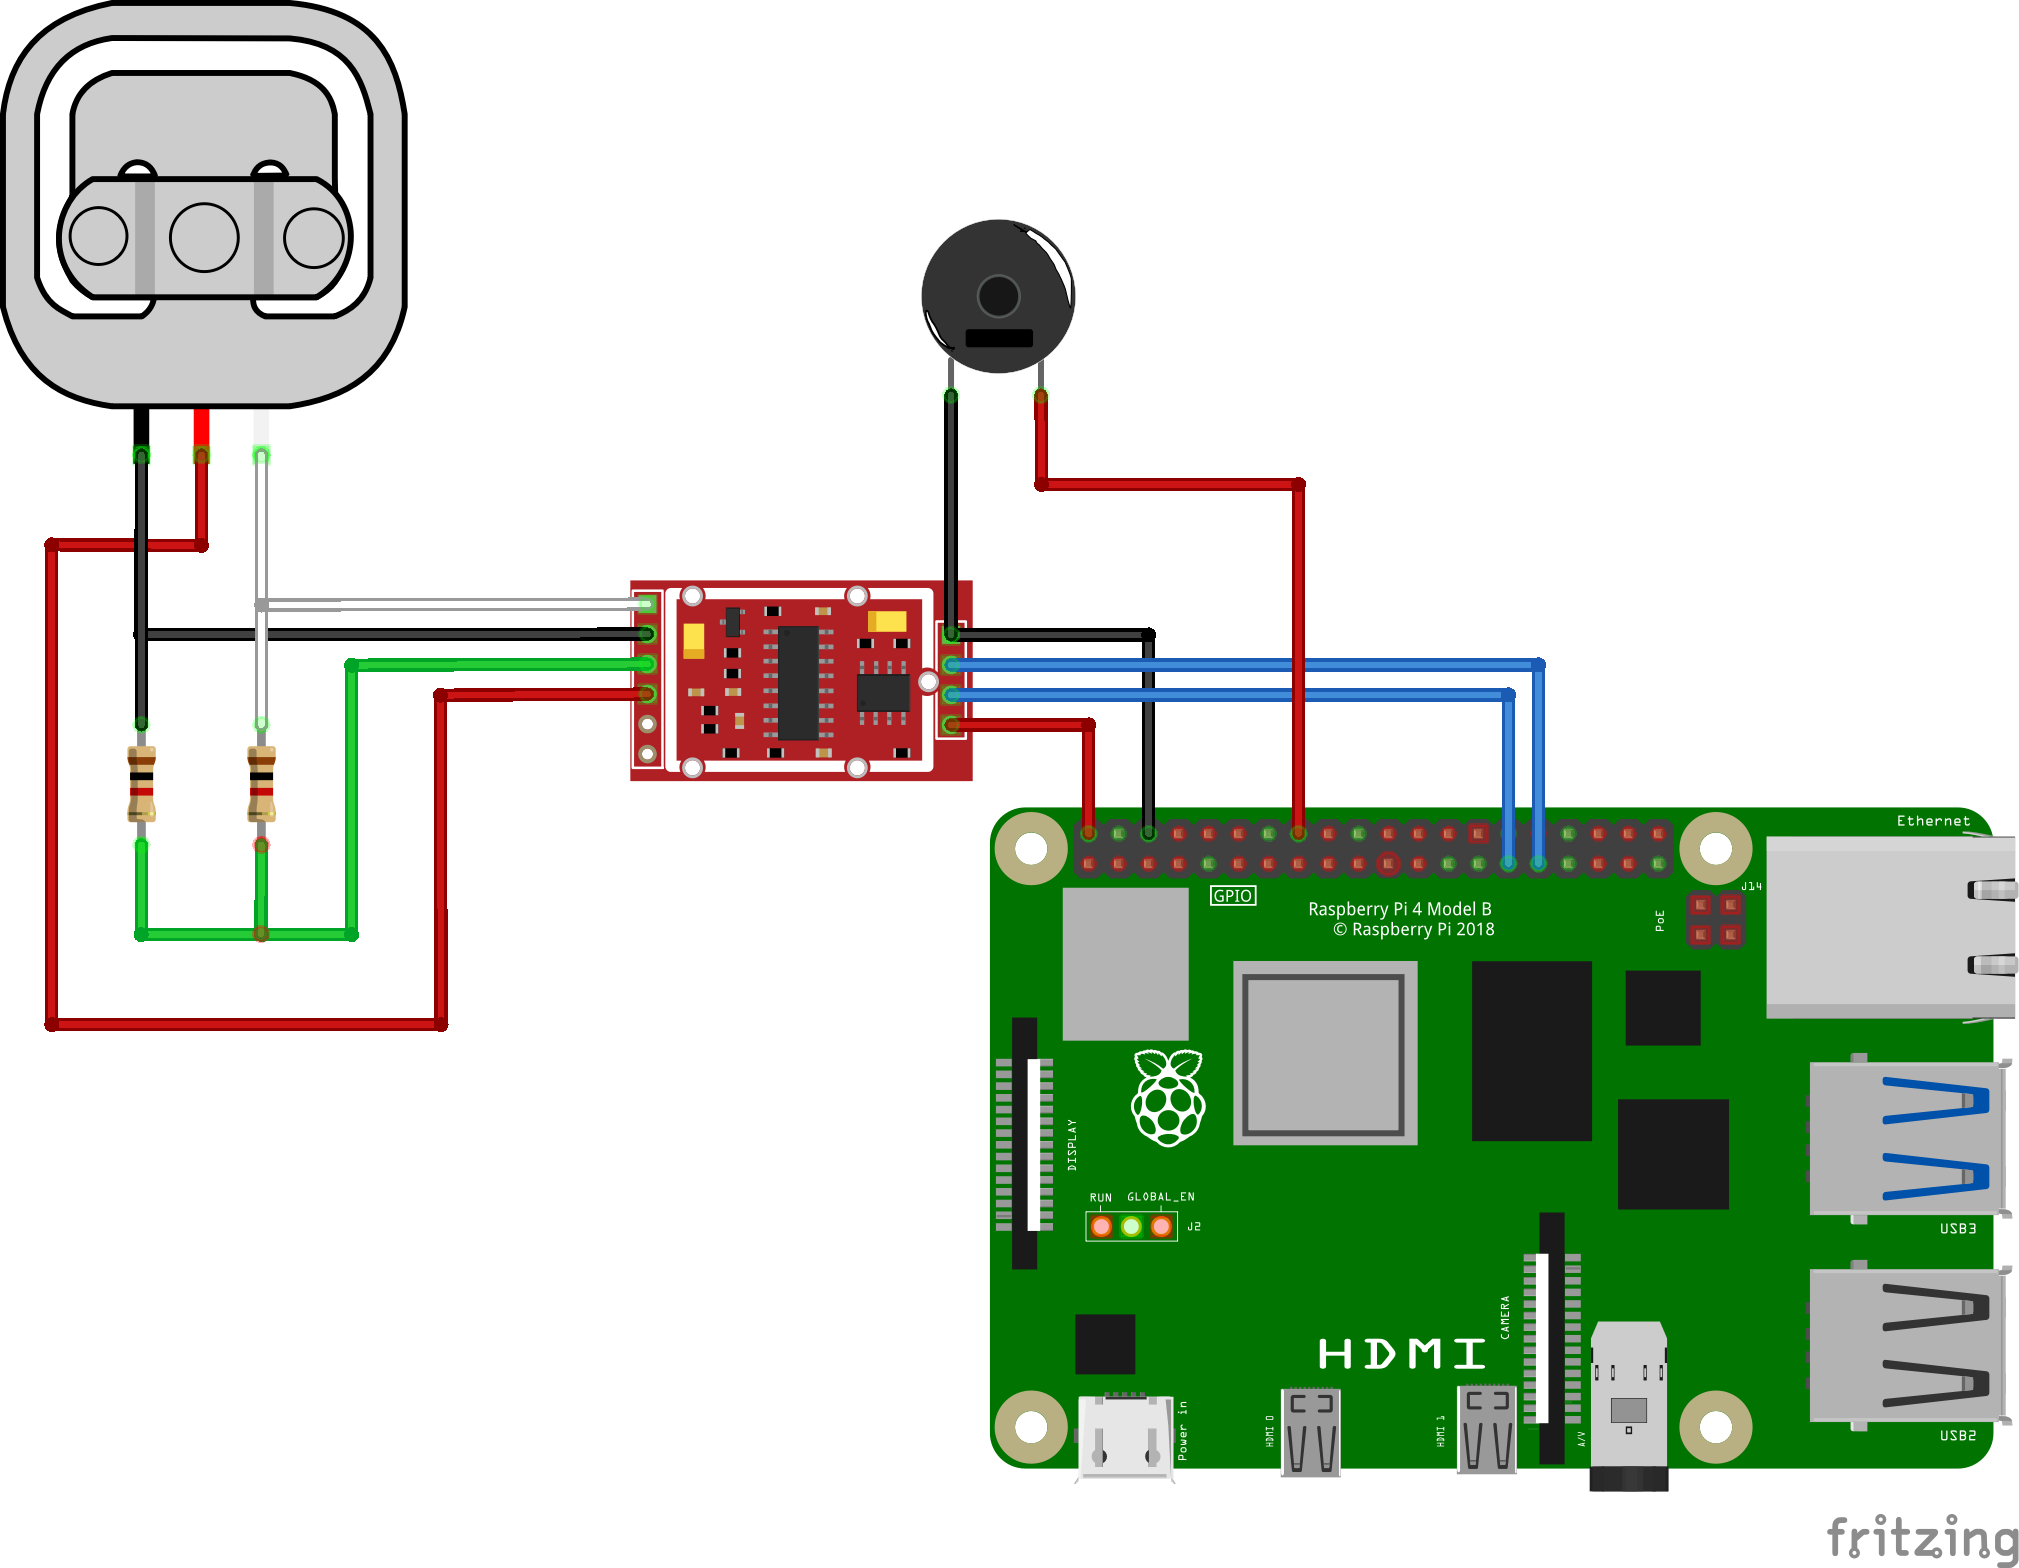 Ethernet
J14
GPIO
PoE
Raspberry Pi 4 Model B
© Raspberry Pi 2018
DISPLAY
RUN
GLOBAL_EN
J2
USB3
CAMERA
HDMI
Power in
HDMI 0
HDMI 1
A/V
USB2
fritzing